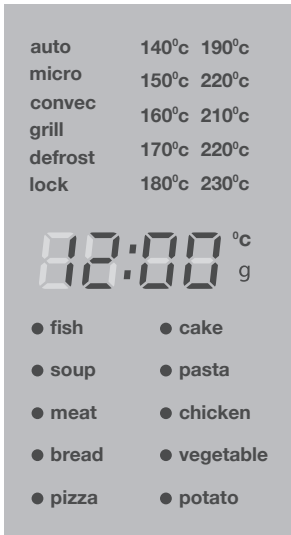 auto 140°c 190°c
micro 150°c 220°c
convec 160°c 210°c
grill
defrost 170°c 220°c
lock 180°c 230°c
12:00 °c
g
fish cake
soup pasta
meat chicken
bread vegetable
pizza potato